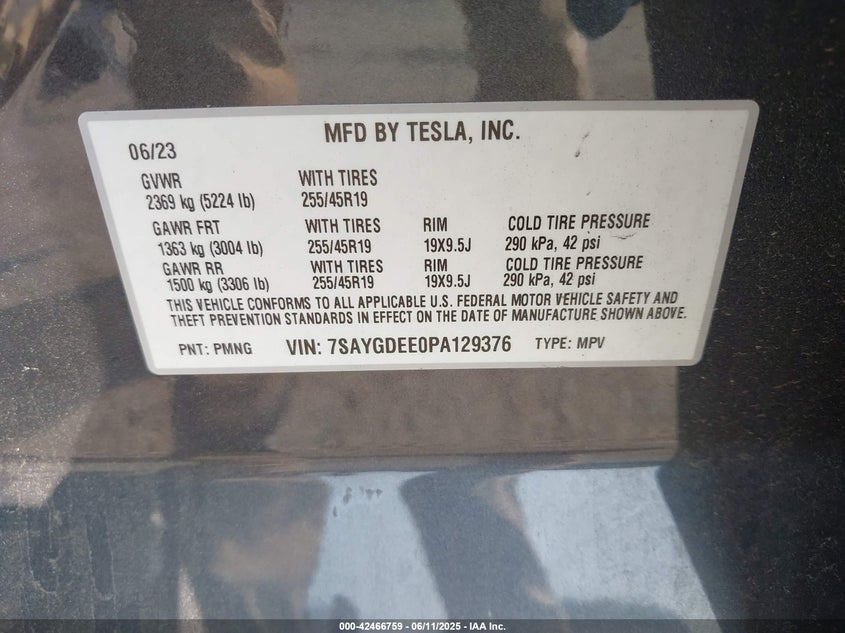 MFD BY TESLA, INC.
06/23
GVWR WITH TIRES
2369 kg (5224 lb) 255/45R19
GAWR FRT WITH TIRES RIM COLD TIRE PRESSURE
1363 kg (3004 lb) 255/45R19 19X9.5J 290 kPa, 42 psi
GAWR RR WITH TIRES RIM COLD TIRE PRESSURE
1500 kg (3306 lb) 255/45R19 19X9.5J 290 kPa, 42 psi
THIS VEHICLE CONFORMS TO ALL APPLICABLE U.S. FEDERAL MOTOR VEHICLE SAFETY AND
THEFT PREVENTION STANDARDS IN EFFECT ON THE DATE OF MANUFACTURE SHOWN ABOVE.
PNT: PMNG VIN: 7SAYGDEE0PA129376 TYPE: MPV
000-42466759 - 06/11/2025 - IAA Inc.